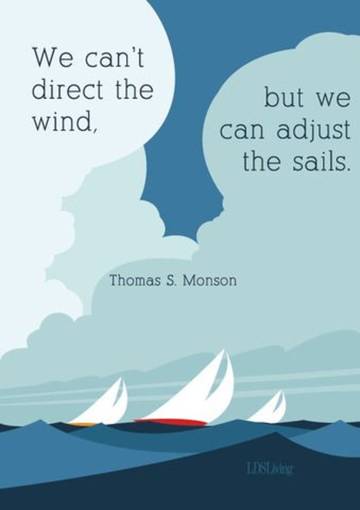 We can't
direct the
wind,
but we
can adjust
the sails.
Thomas S. Monson
LDSLiving